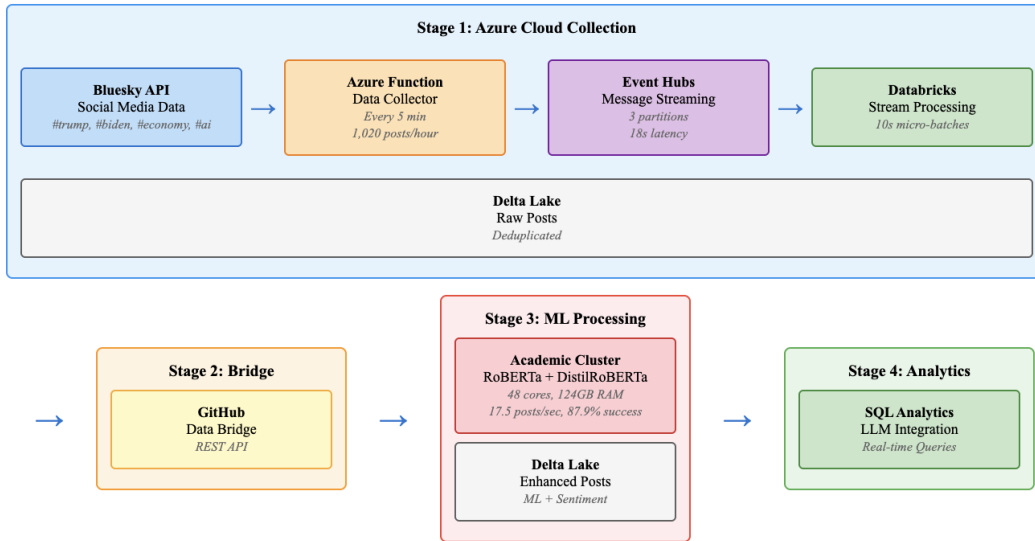 Stage 1: Azure Cloud Collection
Bluesky API
Social Media Data
#trump, #biden, #economy, #ai
Azure Function
Data Collector
Every 5 min
1,020 posts/hour
Event Hubs
Message Streaming
3 partitions
18s latency
Databricks
Stream Processing
10s micro-batches
Delta Lake
Raw Posts
Deduplicated
Stage 2: Bridge
GitHub
Data Bridge
REST API
Stage 3: ML Processing
Academic Cluster
RoBERTa + DistilRoBERTa
48 cores, 124GB RAM
17.5 posts/sec, 87.9% success
Delta Lake
Enhanced Posts
ML + Sentiment
Stage 4: Analytics
SQL Analytics
LLM Integration
Real-time Queries